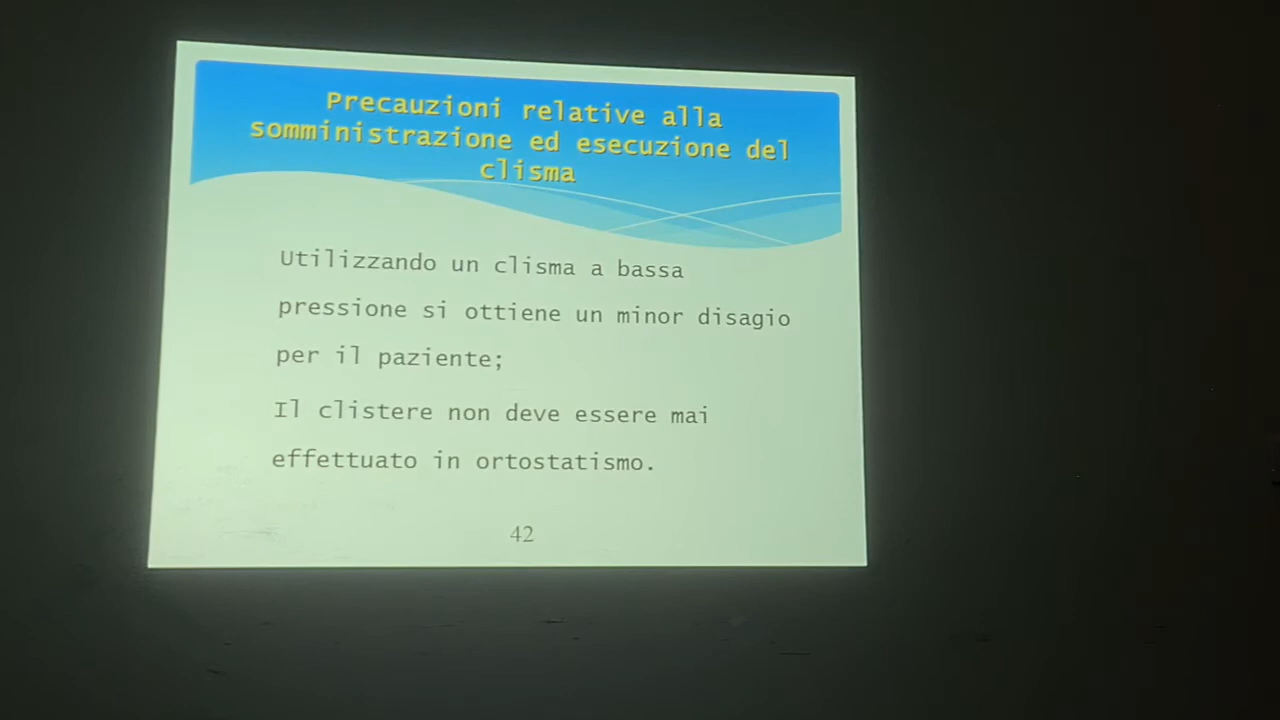 Precauzioni relative alla
somministrazione ed esecuzione del
clisma
Utilizzando un clisma a bassa
pressione si ottiene un minor disagio
per il paziente;
Il clistere non deve essere mai
effettuato in ortostatismo.
42